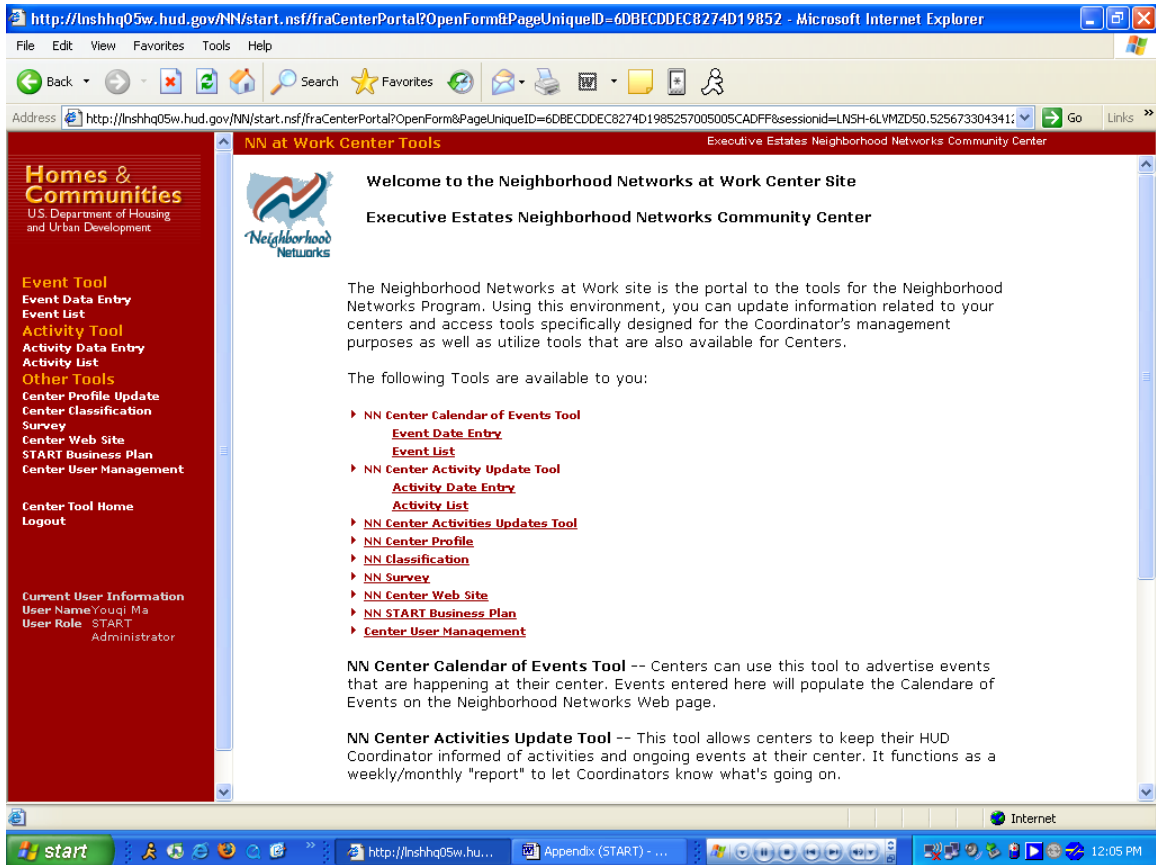 http://lnshhq05w.hud.gov/NN/start.nsf/fraCenterPortal?OpenForm&PageUniqueID=6DBECDDEC8274D19852 - Microsoft Internet Explorer
File Edit View Favorites Tools Help
Back Search Favorites
Address http://lnshhq05w.hud.gov/NN/start.nsf/fraCenterPortal?OpenForm&PageUniqueID=6DBECDDEC8274D1985257005005CADFF&sessionid=LNSH-6LVMZD50.52567330434341 Go Links »
NN at Work Center Tools
Executive Estates Neighborhood Networks Community Center
Homes &
Communities
U.S. Department of Housing
and Urban Development
Event Tool
Event Data Entry
Event List
Activity Tool
Activity Data Entry
Activity List
Other Tools
Center Profile Update
Center Classification
Survey
Center Web Site
START Business Plan
Center User Management
Center Tool Home
Logout
Current User Information
User Name Youqi Ma
User Role START
Administrator
Neighborhood
Networks
Welcome to the Neighborhood Networks at Work Center Site
Executive Estates Neighborhood Networks Community Center
The Neighborhood Networks at Work site is the portal to the tools for the Neighborhood
Networks Program. Using this environment, you can update information related to your
centers and access tools specifically designed for the Coordinator's management
purposes as well as utilize tools that are also available for Centers.
The following Tools are available to you:
NN Center Calendar of Events Tool
Event Date Entry
Event List
NN Center Activity Update Tool
Activity Date Entry
Activity List
NN Center Activities Updates Tool
NN Center Profile
NN Classification
NN Survey
NN Center Web Site
NN START Business Plan
Center User Management
NN Center Calendar of Events Tool -- Centers can use this tool to advertise events
that are happening at their center. Events entered here will populate the Calendare of
Events on the Neighborhood Networks Web page.
NN Center Activities Update Tool -- This tool allows centers to keep their HUD
Coordinator informed of activities and ongoing events at their center. It functions as a
weekly/monthly "report" to let Coordinators know what's going on.
Internet
start » http://lnshhq05w.hu... Appendix (START) - ... 12:05 PM